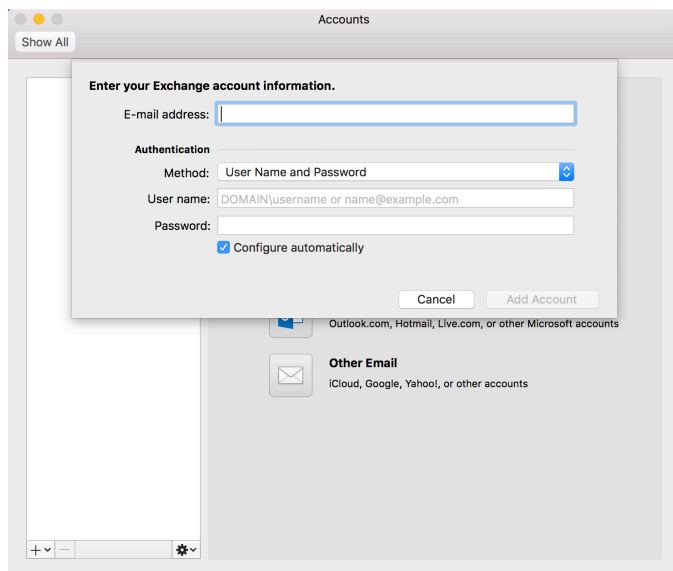 Accounts
Show All
Enter your Exchange account information.
E-mail address:
Authentication
Method: User Name and Password
User name: DOMAIN\username or name@example.com
Password:
Configure automatically
Cancel Add Account
Outlook.com, Hotmail, Live.com, or other Microsoft accounts
Other Email
iCloud, Google, Yahoo!, or other accounts